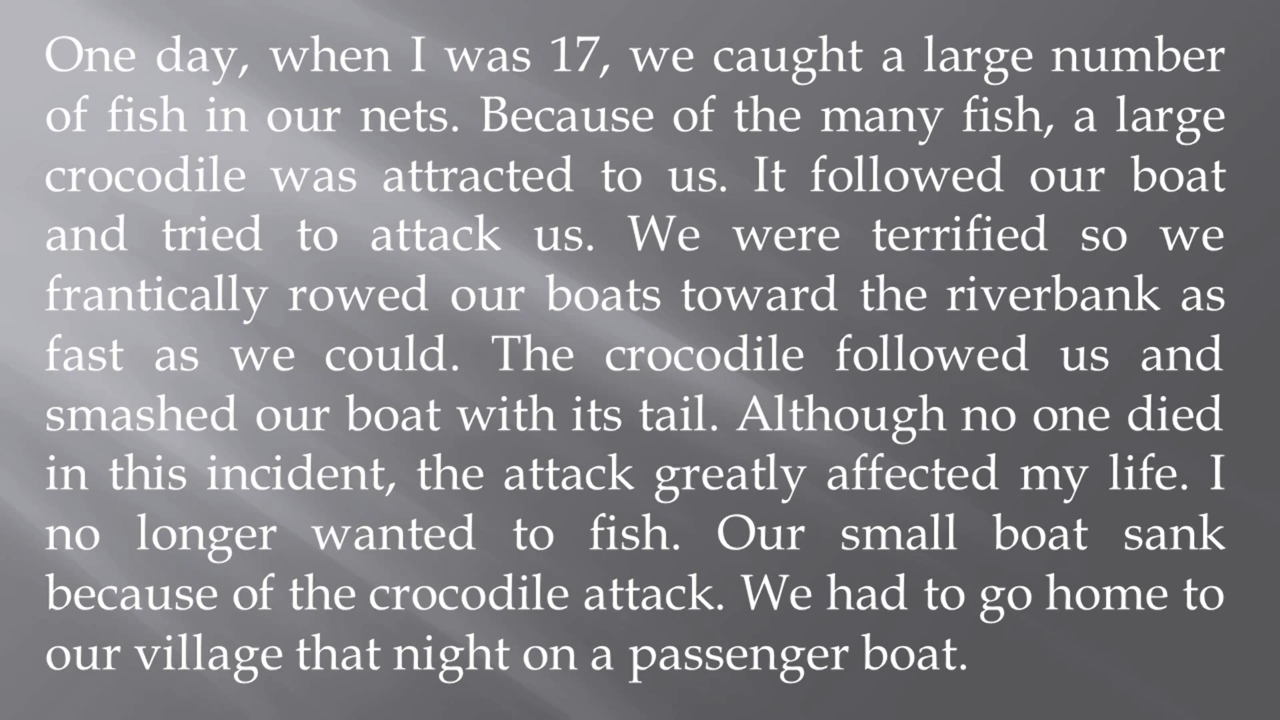 One day, when I was 17, we caught a large number
of fish in our nets. Because of the many fish, a large
crocodile was attracted to us. It followed our boat
and tried to attack us. We were terrified so we
frantically rowed our boats toward the riverbank as
fast as we could. The crocodile followed us and
smashed our boat with its tail. Although no one died
in this incident, the attack greatly affected my life. I
no longer wanted to fish. Our small boat sank
because of the crocodile attack. We had to go home to
our village that night on a passenger boat.